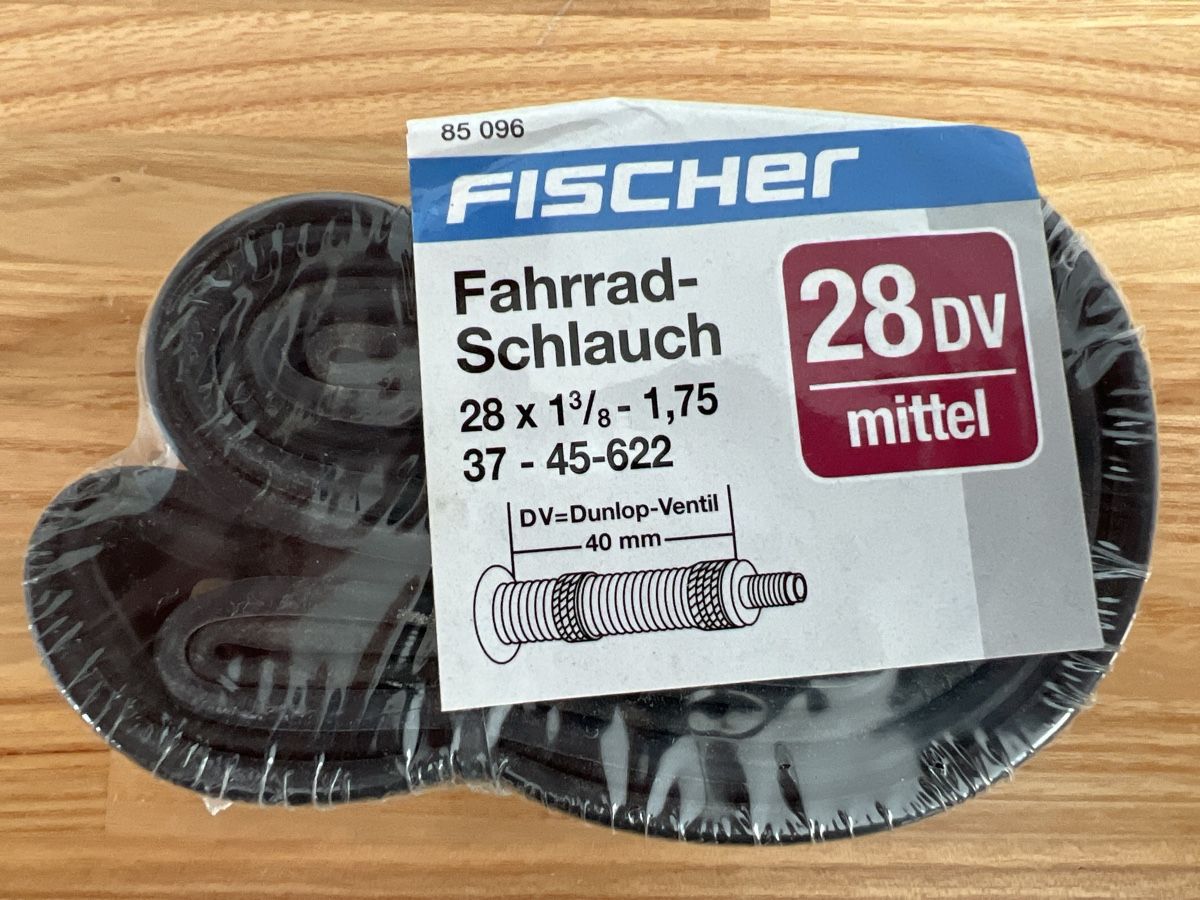 85 096
FISCHER
Fahrrad-
Schlauch
28 x 1³/₈ - 1,75
37 - 45-622
28 DV
mittel
DV=Dunlop-Ventil
40 mm